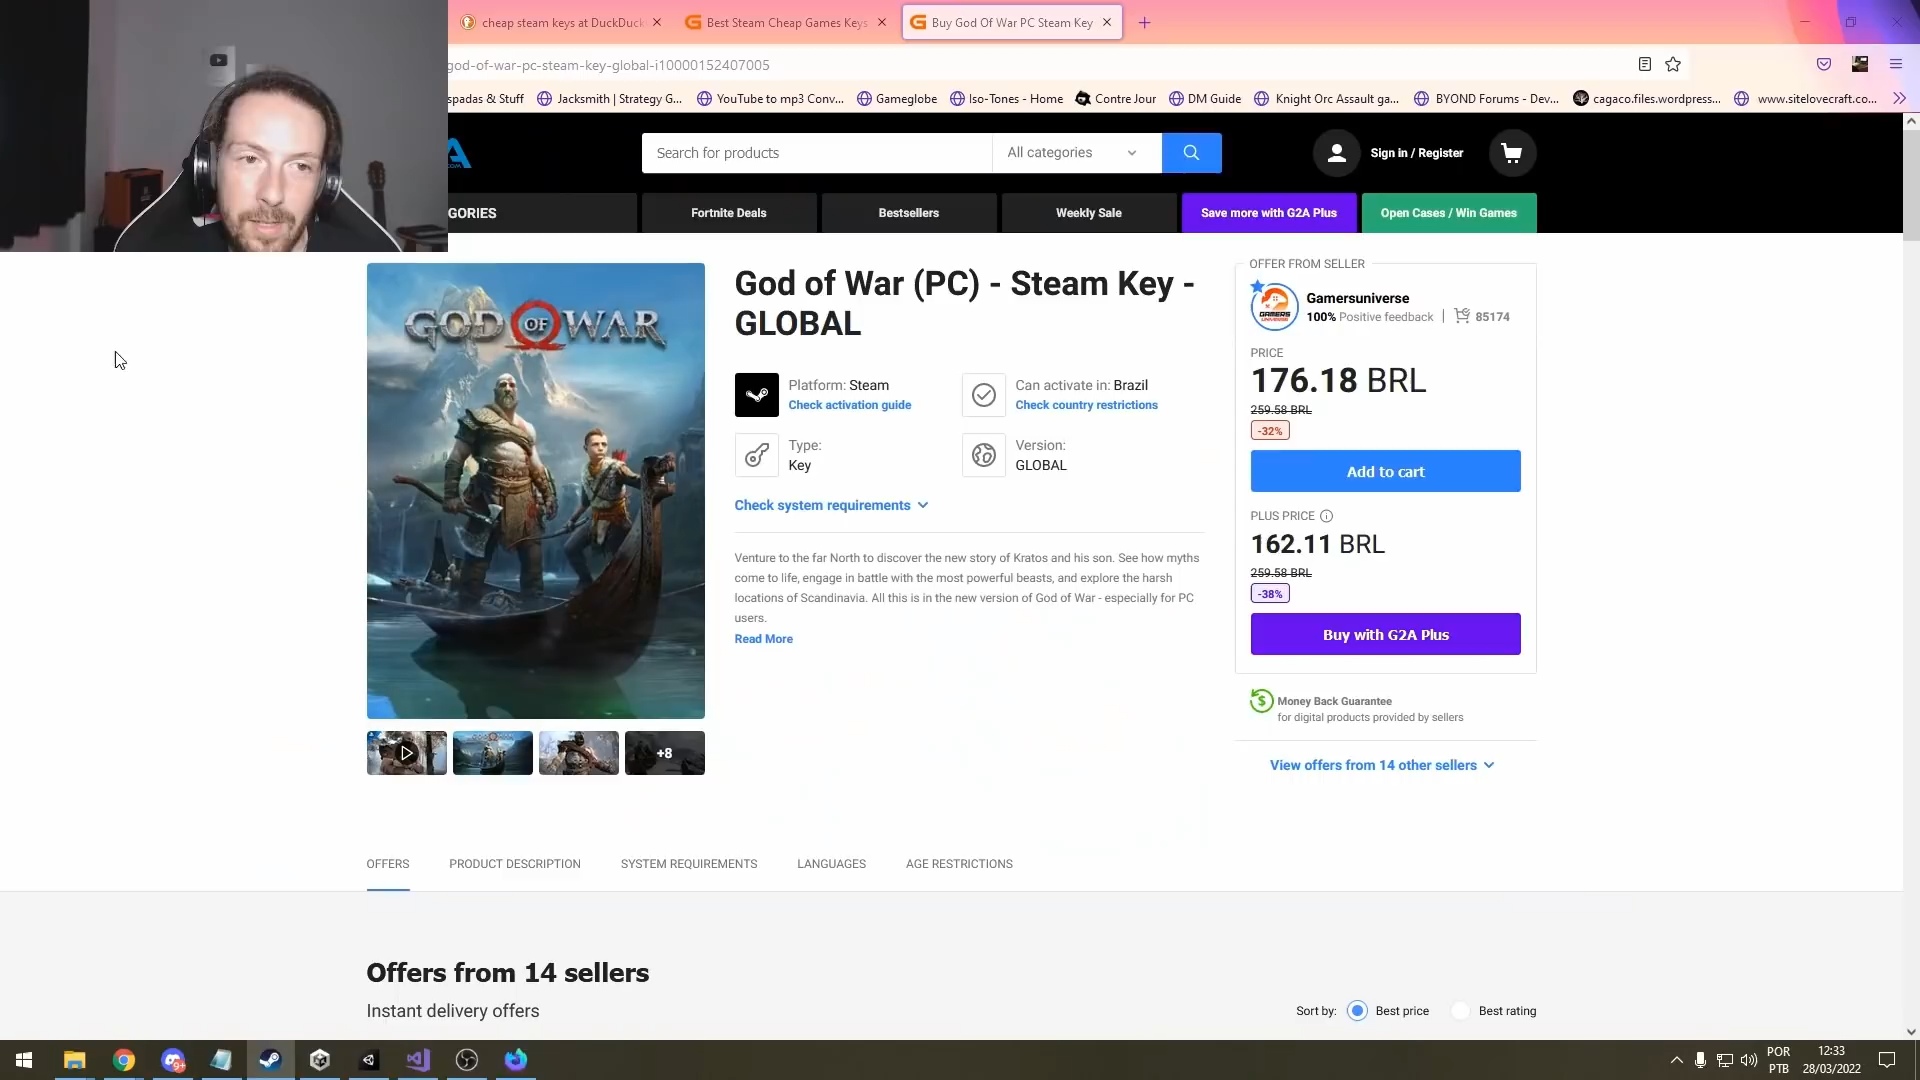 cheap steam keys at DuckDuck
Best Steam Cheap Games Keys
Buy God Of War PC Steam Key
god-of-war-pc-steam-key-global-i10000152407005
spadas & Stuff
Jacksmith | Strategy G...
YouTube to mp3 Conv...
Gameglobe
Iso-Tones - Home
Contre Jour
DM Guide
Knight Orc Assault ga...
BYOND Forums - Dev...
cagaco.files.wordpress...
www.sitelovecraft.co...
Search for products
All categories
Sign in / Register
GORIES
Fortnite Deals
Bestsellers
Weekly Sale
Save more with G2A Plus
Open Cases / Win Games
GOD OF WAR
God of War (PC) - Steam Key -
GLOBAL
Platform: Steam
Check activation guide
Can activate in: Brazil
Check country restrictions
Type:
Key
Version:
GLOBAL
Check system requirements
Venture to the far North to discover the new story of Kratos and his son. See how myths
come to life, engage in battle with the most powerful beasts, and explore the harsh
locations of Scandinavia. All this is in the new version of God of War - especially for PC
users.
Read More
OFFER FROM SELLER
Gamersuniverse
100% Positive feedback | 85174
PRICE
176.18 BRL
259.58 BRL
-32%
Add to cart
PLUS PRICE
162.11 BRL
259.58 BRL
-38%
Buy with G2A Plus
Money Back Guarantee
for digital products provided by sellers
View offers from 14 other sellers
+8
OFFERS
PRODUCT DESCRIPTION
SYSTEM REQUIREMENTS
LANGUAGES
AGE RESTRICTIONS
Offers from 14 sellers
Instant delivery offers
Sort by:
Best price
Best rating
9+
POR
PTB
12:33
28/03/2022